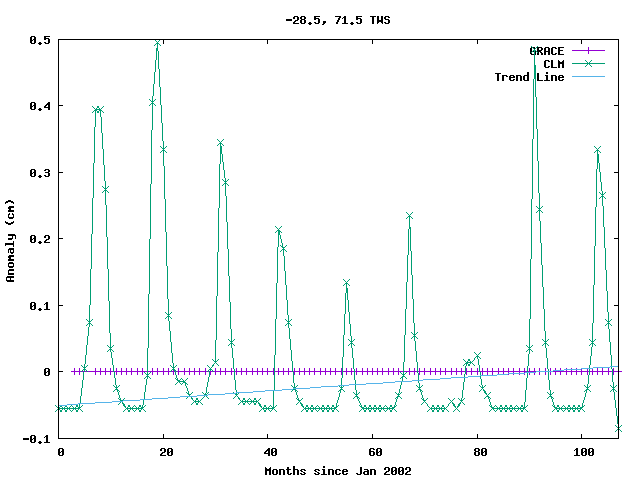 -28.5, 71.5 TWS
0.5
0.4
0.3
0.2
0.1
0
-0.1
Anomaly (cm)
GRACE
CLM
Trend Line
0 20 40 60 80 100
Months since Jan 2002